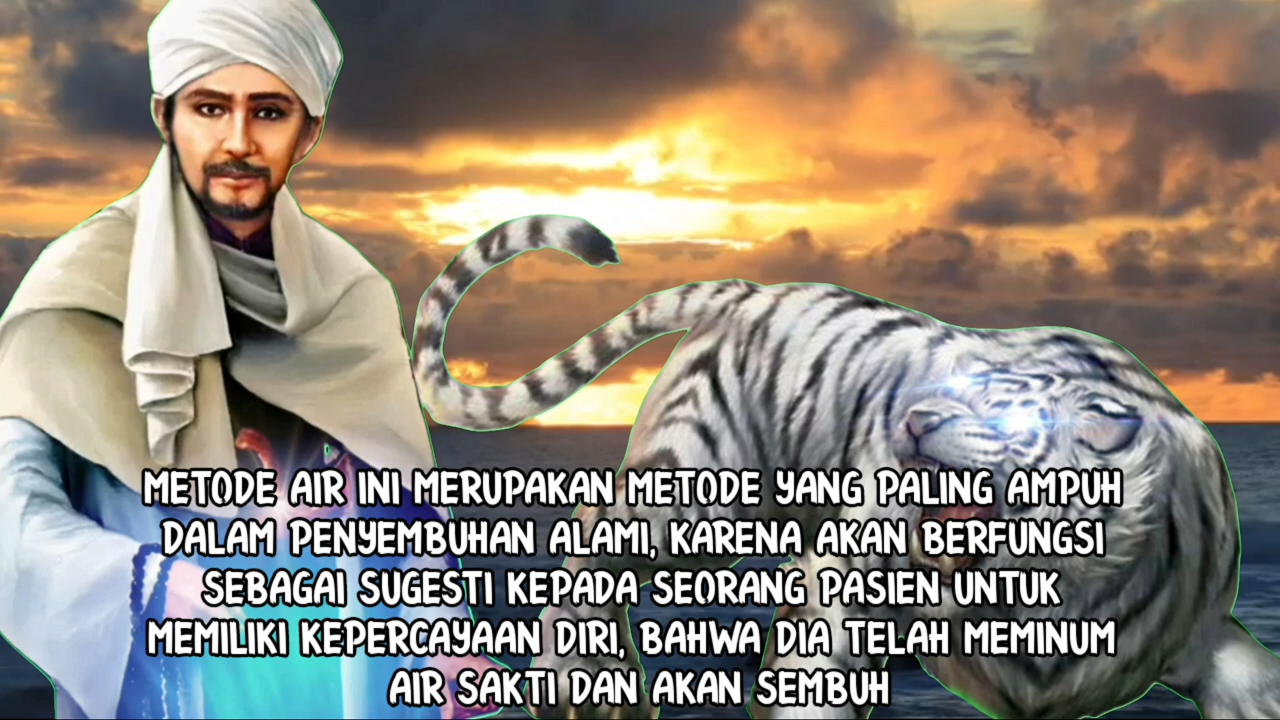 METODE AIR INI MERUPAKAN METODE YANG PALING AMPUH
DALAM PENYEMBUHAN ALAMI, KARENA AKAN BERFUNGSI
SEBAGAI SUGESTI KEPADA SEORANG PASIEN UNTUK
MEMILIKI KEPERCAYAAN DIRI, BAHWA DIA TELAH MEMINUM
AIR SAKTI DAN AKAN SEMBUH